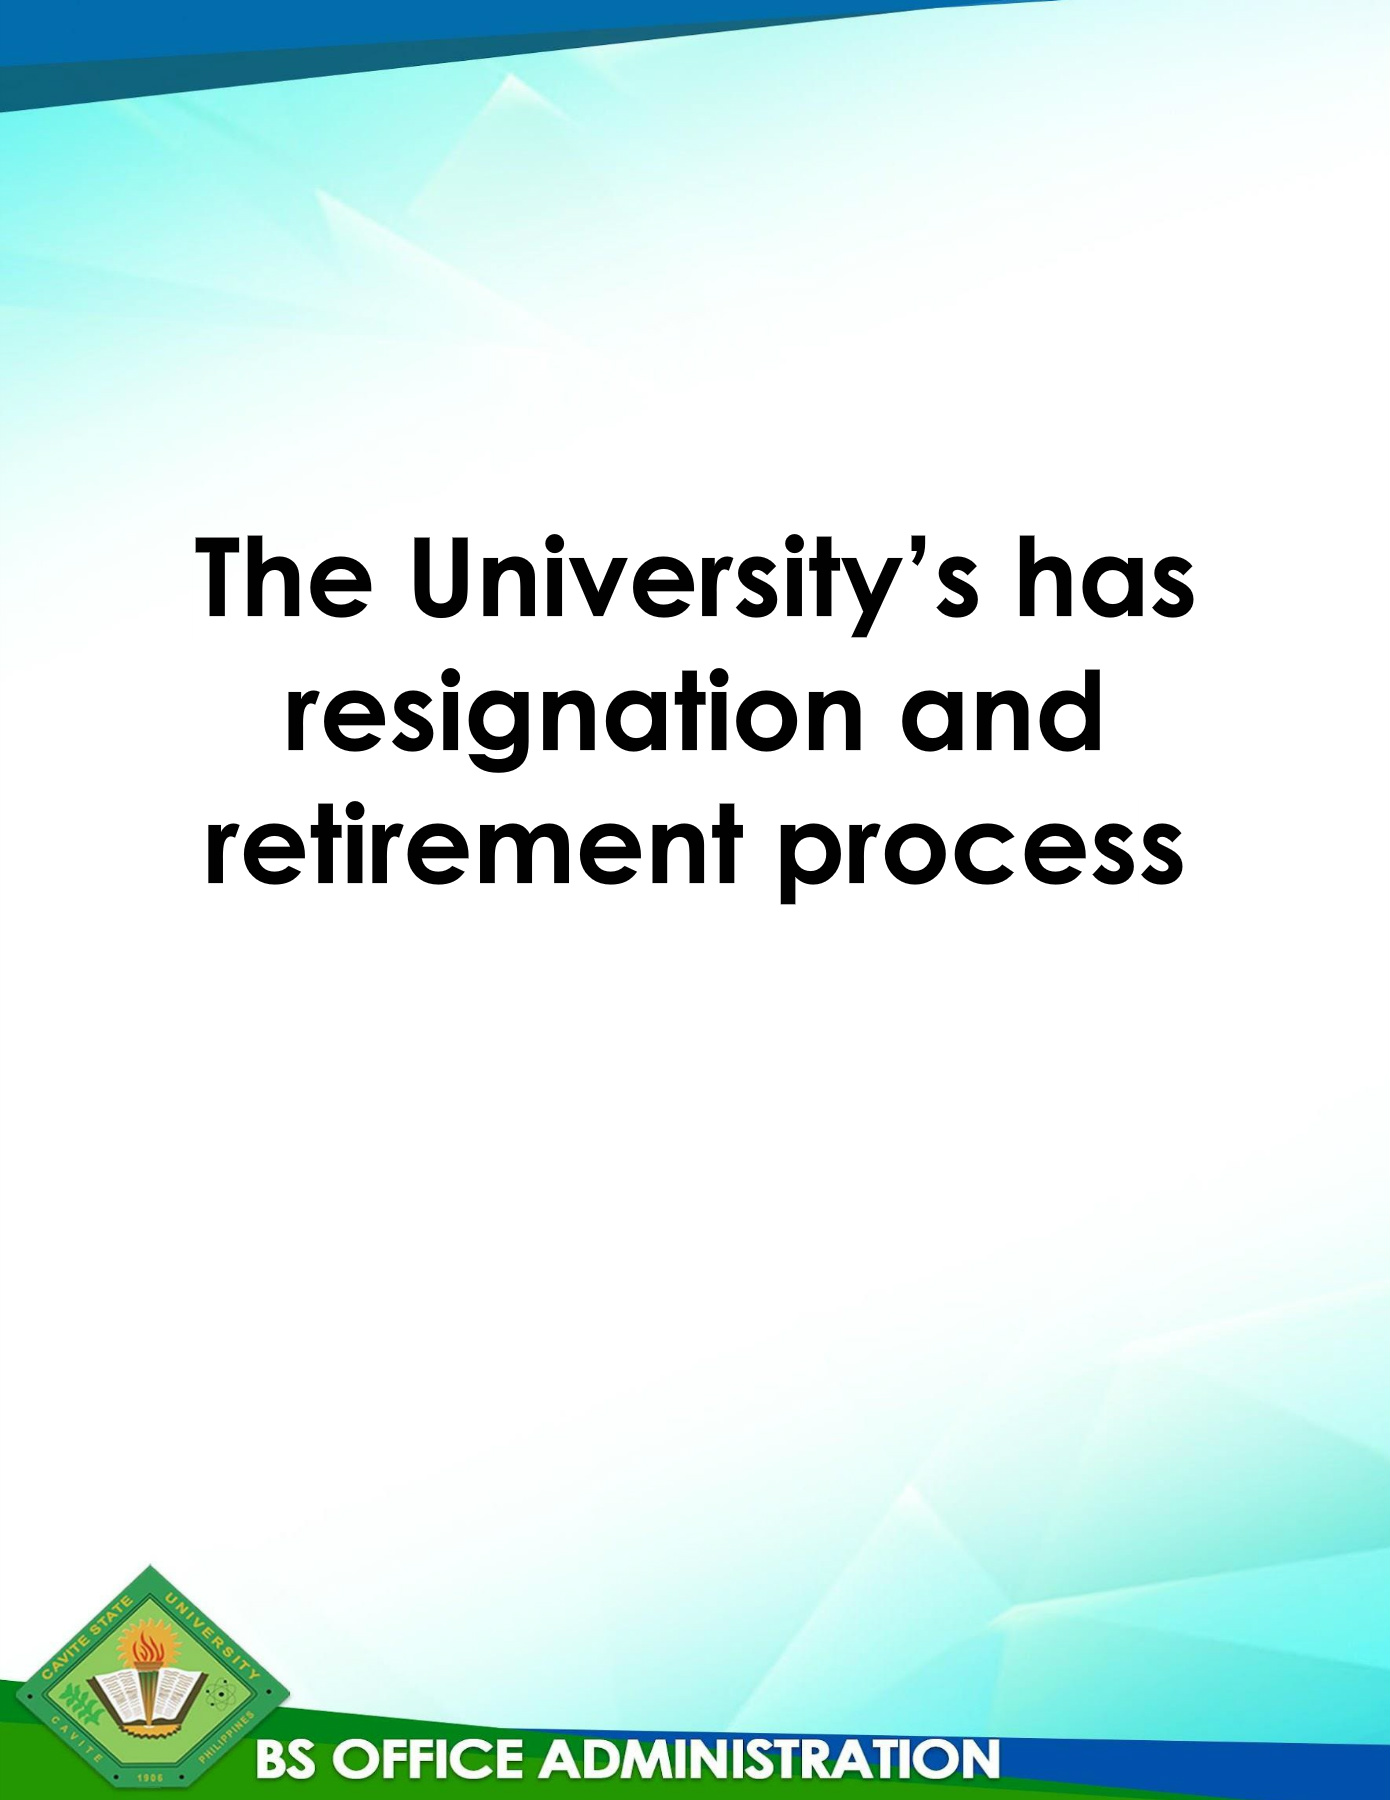 The University’s has
resignation and
retirement process
CAVITE STATE UNIVERSITY
CAVITE PHILIPPINES
1906
BS OFFICE ADMINISTRATION